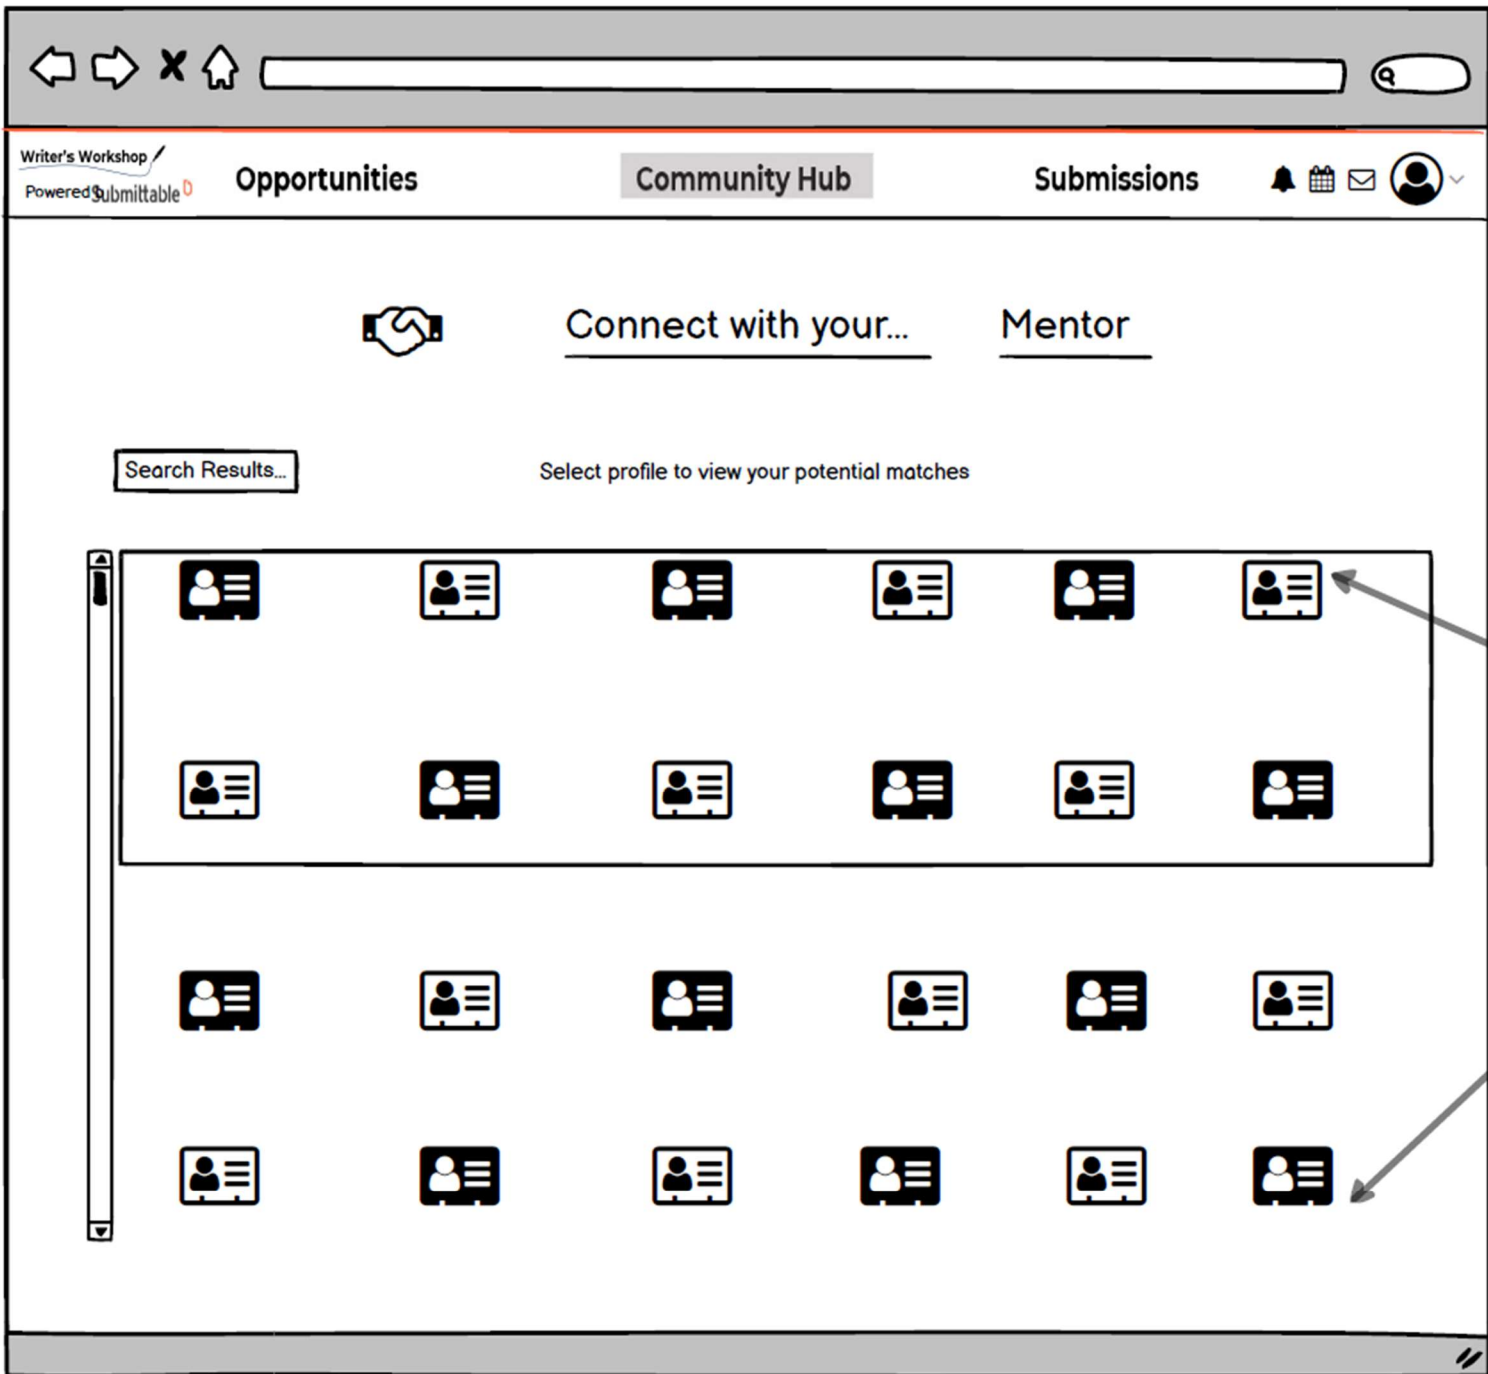 Writer's Workshop
Powered b Submittable
Opportunities
Community Hub
Submissions
Connect with your... Mentor
Search Results...
Select profile to view your potential matches